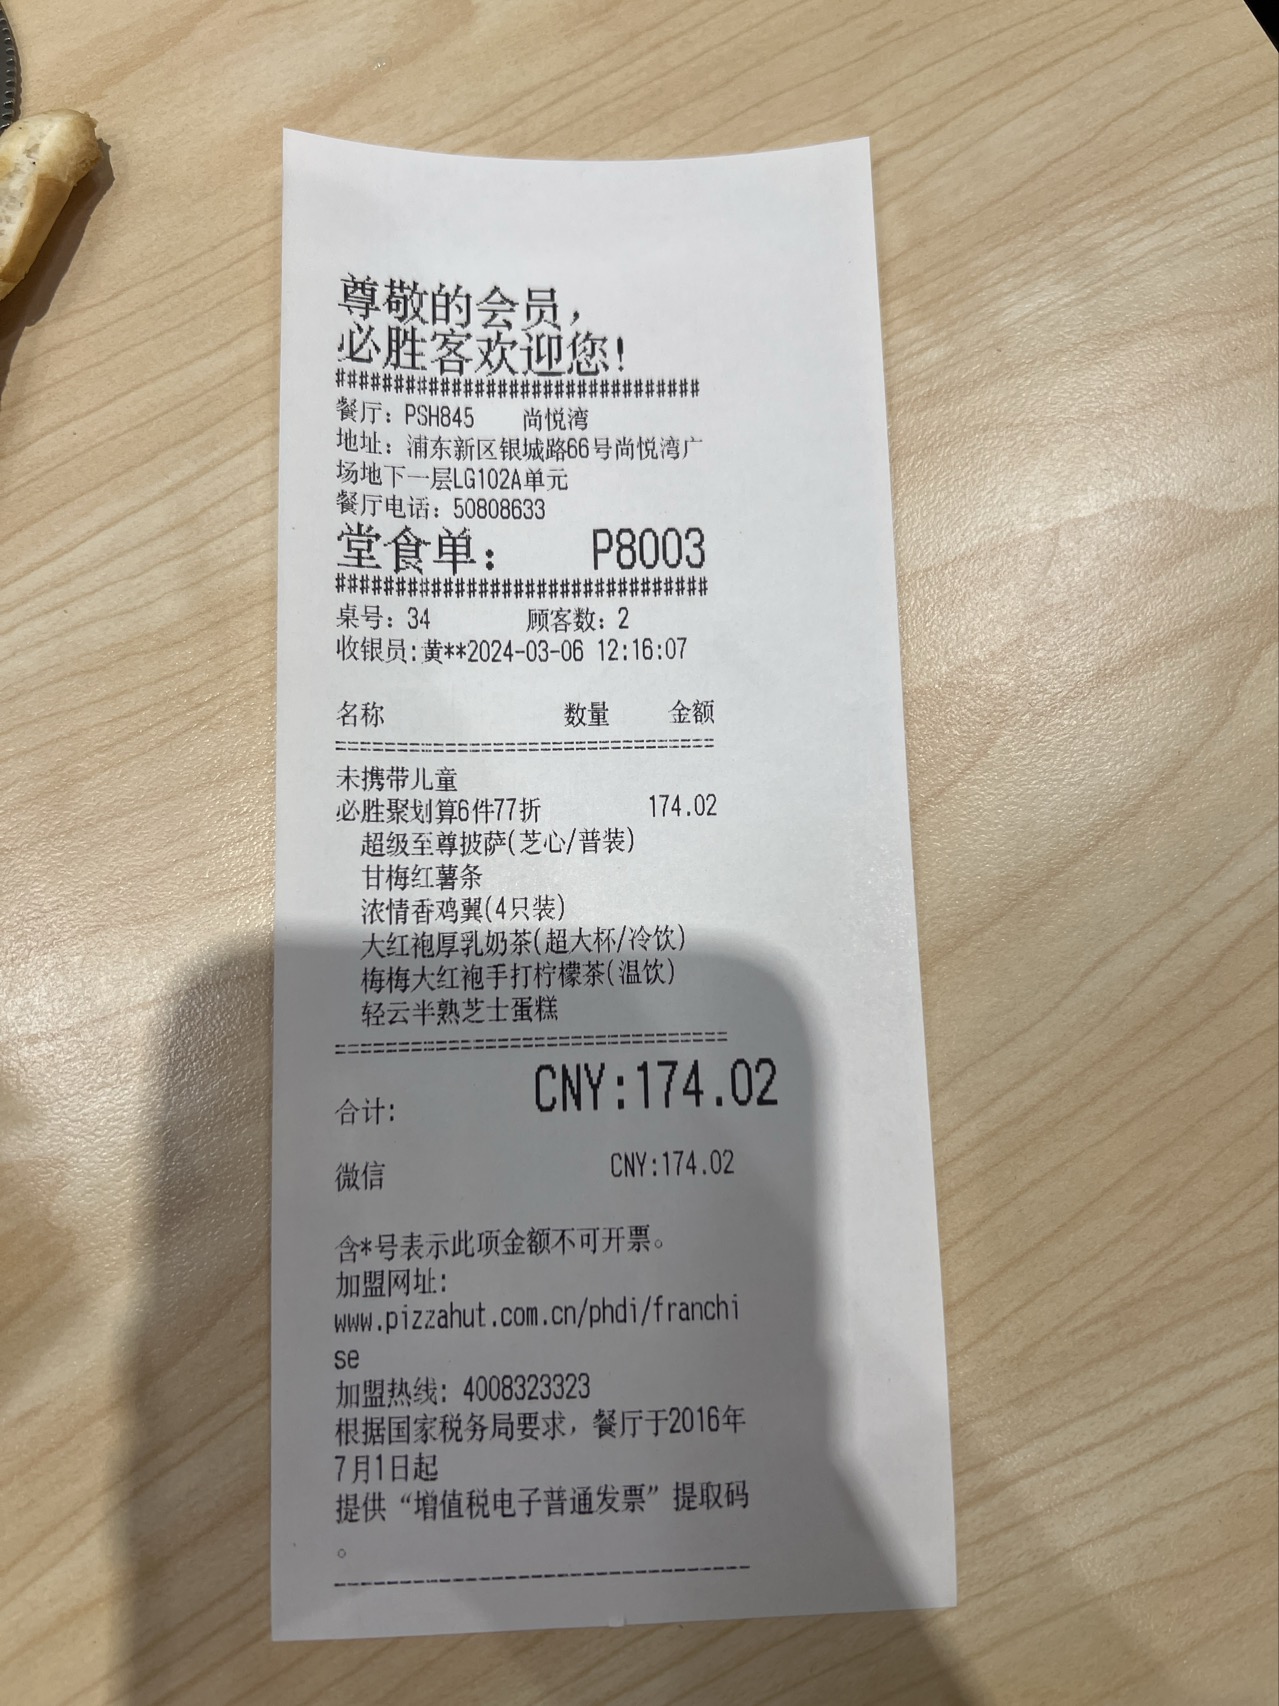 尊敬的会员，
必胜客欢迎您!
###############################
餐厅: PSH845 尚悦湾
地址: 浦东新区银城路66号尚悦湾广
场地下一层LG102A单元
餐厅电话: 50808633
堂食单: P8003
###############################
桌号: 34 顾客数: 2
收银员:黄**2024-03-06 12:16:07
名称 数量 金额
===============================
未携带儿童
必胜聚划算6件77折 174.02
超级至尊披萨(芝心/普装)
甘梅红薯条
浓情香鸡翼(4只装)
大红袍厚乳奶茶(超大杯/冷饮)
梅梅大红袍手打柠檬茶(温饮)
轻云半熟芝士蛋糕
===============================
合计: CNY:174.02
微信 CNY:174.02
含*号表示此项金额不可开票。
加盟网址:
www.pizzahut.com.cn/phdi/franchi
se
加盟热线: 4008323323
根据国家税务局要求，餐厅于2016年
7月1日起
提供“增值税电子普通发票”提取码
。
--------------------------------